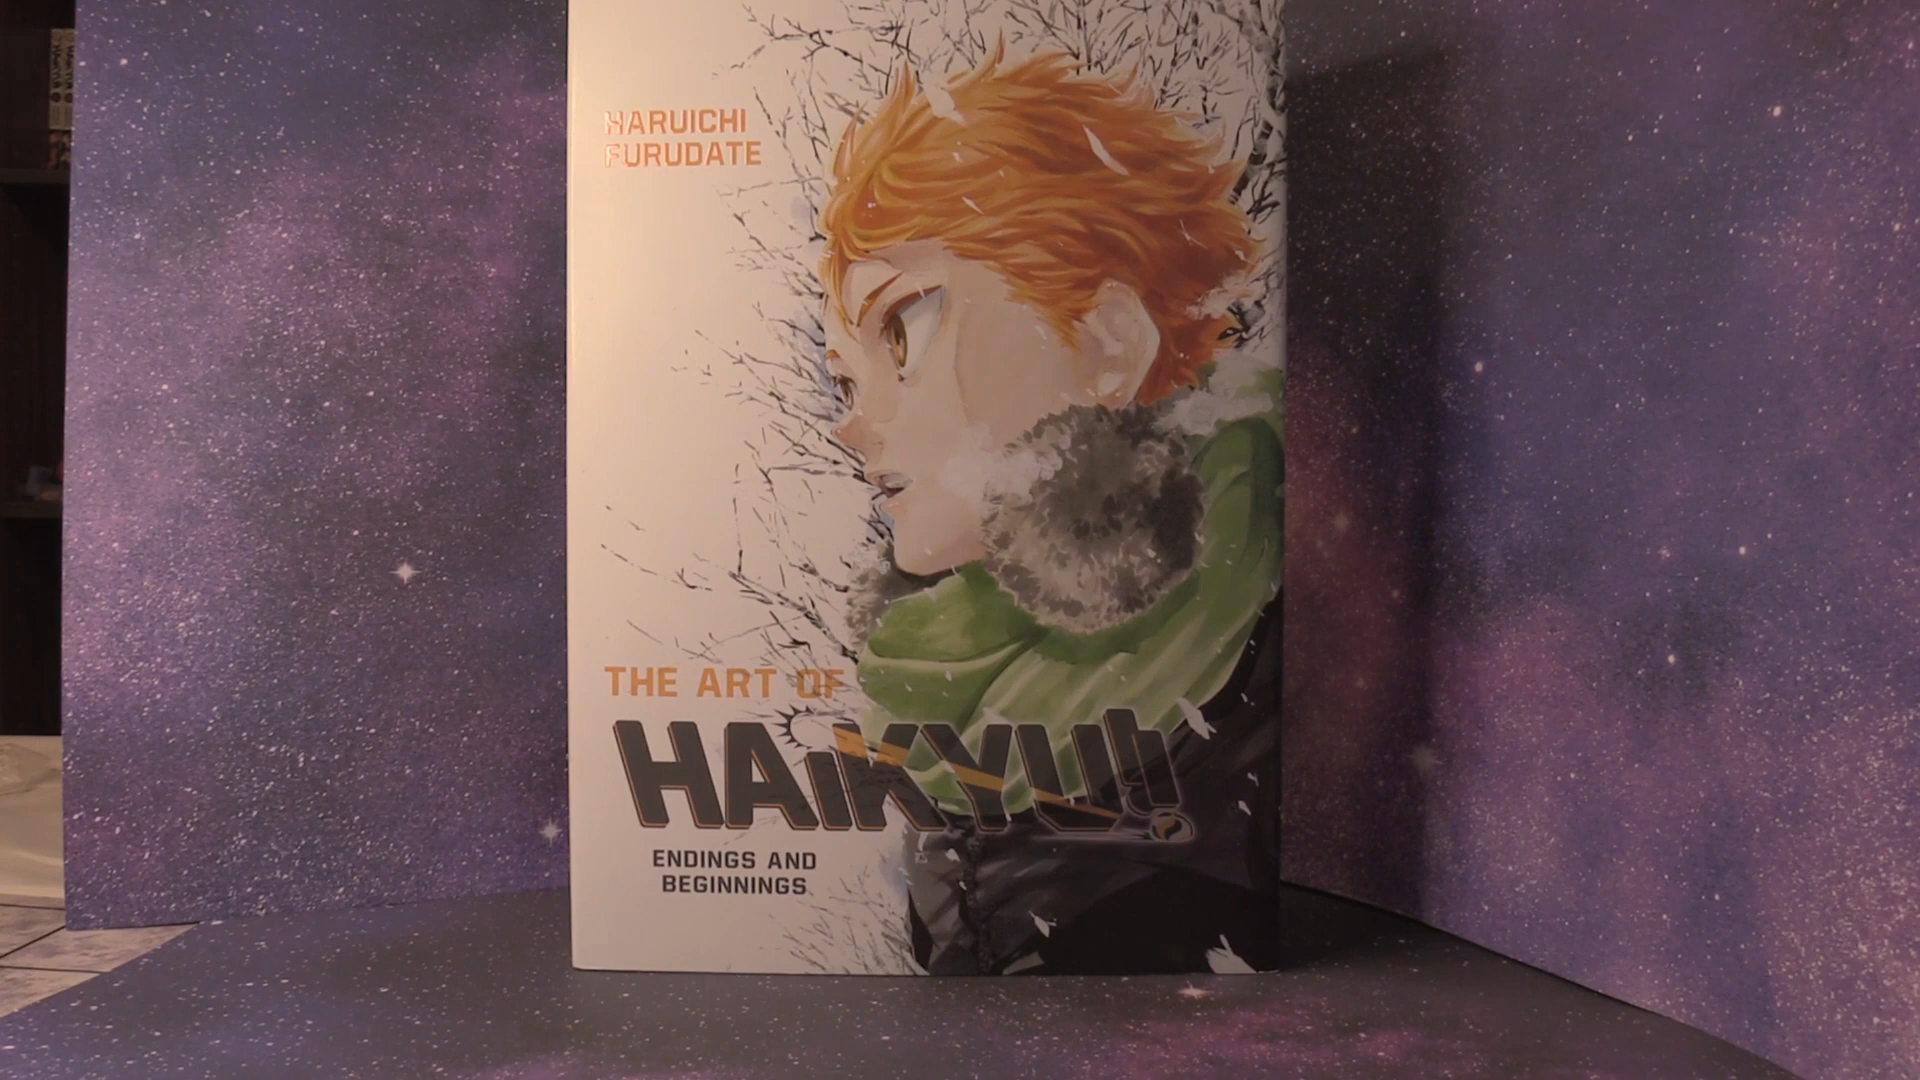 HARUICHI
FURUDATE
THE ART OF
HAiKYU!!
ENDINGS AND
BEGINNINGS